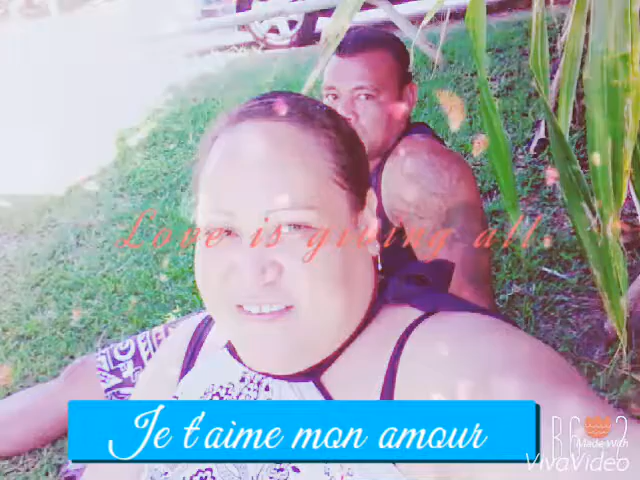 Love is giving all.
Je t'aime mon amour
Made With
VivaVideo